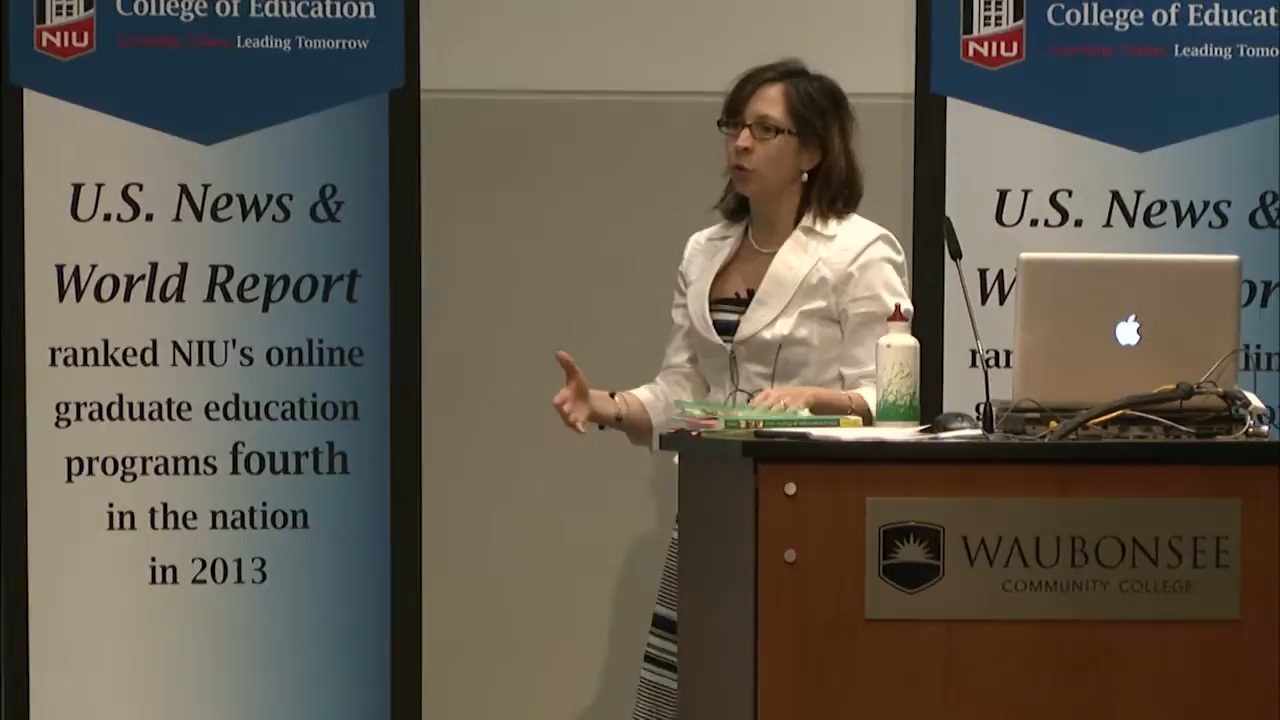 College of Education
NIU
Leading Tomorrow
U.S. News &
World Report
ranked NIU's online
graduate education
programs fourth
in the nation
in 2013
College of Educat
NIU
Leading Tomo
U.S. News &
W
ran
WAUBONSEE
COMMUNITY COLLEGE